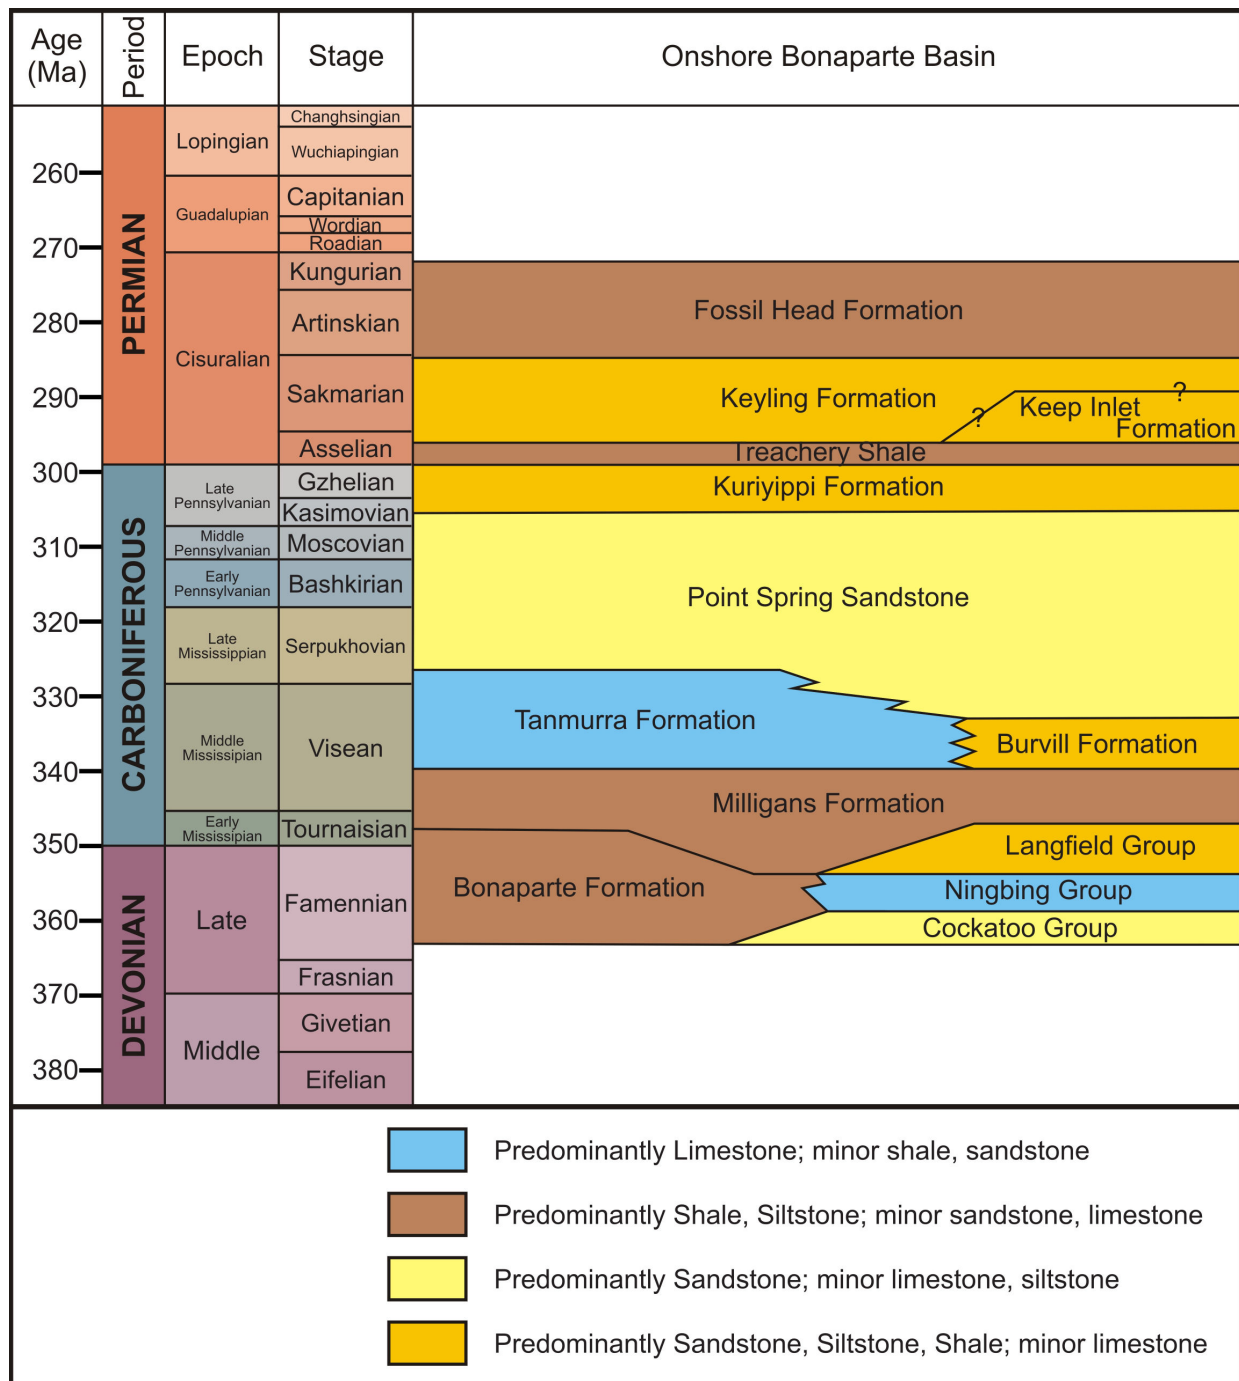 Age
(Ma)
Period
Epoch
Stage
Onshore Bonaparte Basin
260
270
280
290
300
310
320
330
340
350
360
370
380
PERMIAN
CARBONIFEROUS
DEVONIAN
Lopingian
Guadalupian
Cisuralian
Late
Pennsylvanian
Middle
Pennsylvanian
Early
Pennsylvanian
Late
Mississippian
Middle
Mississipian
Early
Mississipian
Late
Middle
Changhsingian
Wuchiapingian
Capitanian
Wordian
Roadian
Kungurian
Artinskian
Sakmarian
Asselian
Gzhelian
Kasimovian
Moscovian
Bashkirian
Serpukhovian
Visean
Tournaisian
Famennian
Frasnian
Givetian
Eifelian
Fossil Head Formation
Keyling Formation
?
?
Keep Inlet
Formation
Treachery Shale
Kuriyippi Formation
Point Spring Sandstone
Tanmurra Formation
Burvill Formation
Milligans Formation
Langfield Group
Bonaparte Formation
Ningbing Group
Cockatoo Group
Predominantly Limestone; minor shale, sandstone
Predominantly Shale, Siltstone; minor sandstone, limestone
Predominantly Sandstone; minor limestone, siltstone
Predominantly Sandstone, Siltstone, Shale; minor limestone